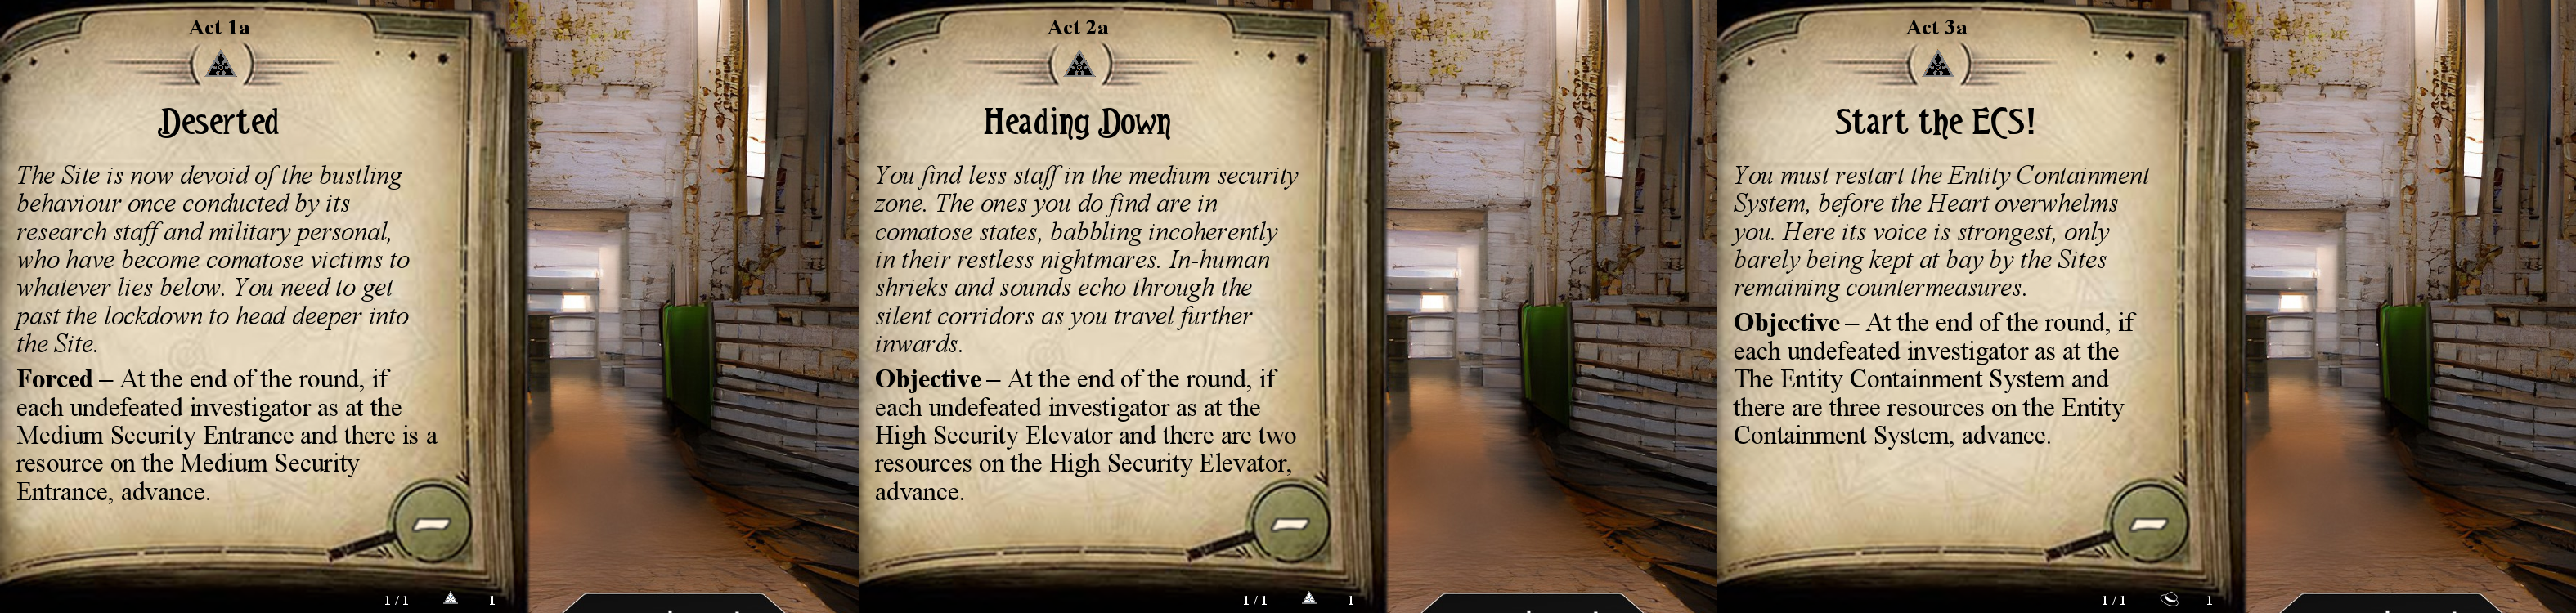 Act 1a
Deserted
The Site is now devoid of the bustling
behaviour once conducted by its
research staff and military personal,
who have become comatose victims to
whatever lies below. You need to get
past the lockdown to head deeper into
the Site.
Forced – At the end of the round, if
each undefeated investigator as at the
Medium Security Entrance and there is a
resource on the Medium Security
Entrance, advance.
1 / 1
1
Act 2a
Heading Down
You find less staff in the medium security
zone. The ones you do find are in
comatose states, babbling incoherently
in their restless nightmares. In-human
shrieks and sounds echo through the
silent corridors as you travel further
inwards.
Objective – At the end of the round, if
each undefeated investigator as at the
High Security Elevator and there are two
resources on the High Security Elevator,
advance.
1 / 1
1
Act 3a
Start the ECS!
You must restart the Entity Containment
System, before the Heart overwhelms
you. Here its voice is strongest, only
barely being kept at bay by the Sites
remaining countermeasures.
Objective – At the end of the round, if
each undefeated investigator as at the
The Entity Containment System and
there are three resources on the Entity
Containment System, advance.
1 / 1
1